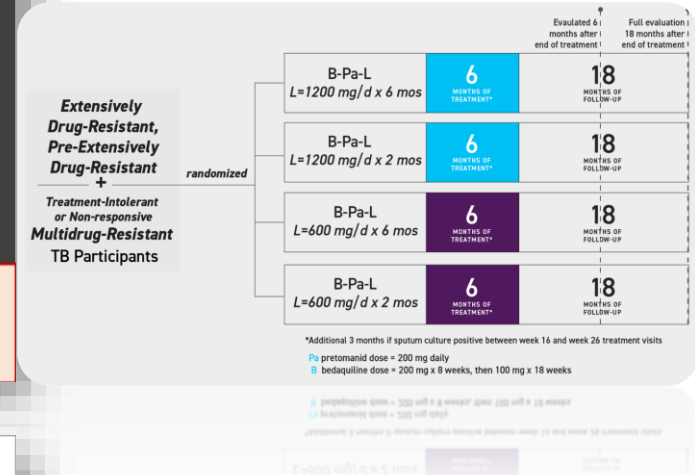 Evaulated 6
months after
end of treatment
Full evaluation
18 months after
end of treatment
Extensively
Drug-Resistant,
Pre-Extensively
Drug-Resistant
+
Treatment-Intolerant
or Non-responsive
Multidrug-Resistant
TB Participants
randomized
B-Pa-L
L=1200 mg/d x 6 mos
6
MONTHS OF
TREATMENT*
18
MONTHS OF
FOLLOW-UP
B-Pa-L
L=1200 mg/d x 2 mos
6
MONTHS OF
TREATMENT*
18
MONTHS OF
FOLLOW-UP
B-Pa-L
L=600 mg/d x 6 mos
6
MONTHS OF
TREATMENT*
18
MONTHS OF
FOLLOW-UP
B-Pa-L
L=600 mg/d x 2 mos
6
MONTHS OF
TREATMENT*
18
MONTHS OF
FOLLOW-UP
*Additional 3 months if sputum culture positive between week 16 and week 26 treatment visits
Pa pretomanid dose = 200 mg daily
B bedaquiline dose = 200 mg x 8 weeks, then 100 mg x 18 weeks